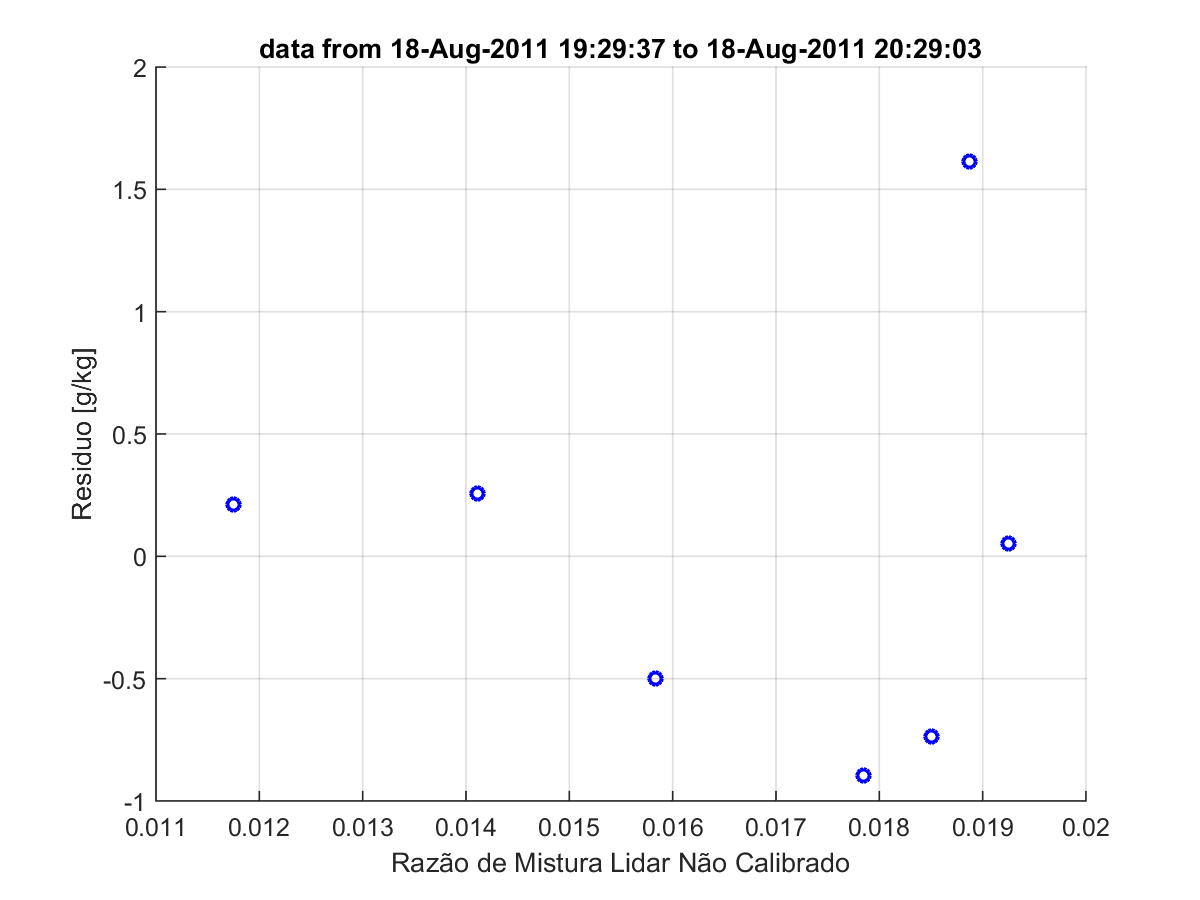 data from 18-Aug-2011 19:29:37 to 18-Aug-2011 20:29:03
2
1.5
1
0.5
0
-0.5
-1
Residuo [g/kg]
0.011 0.012 0.013 0.014 0.015 0.016 0.017 0.018 0.019 0.02
Razão de Mistura Lidar Não Calibrado